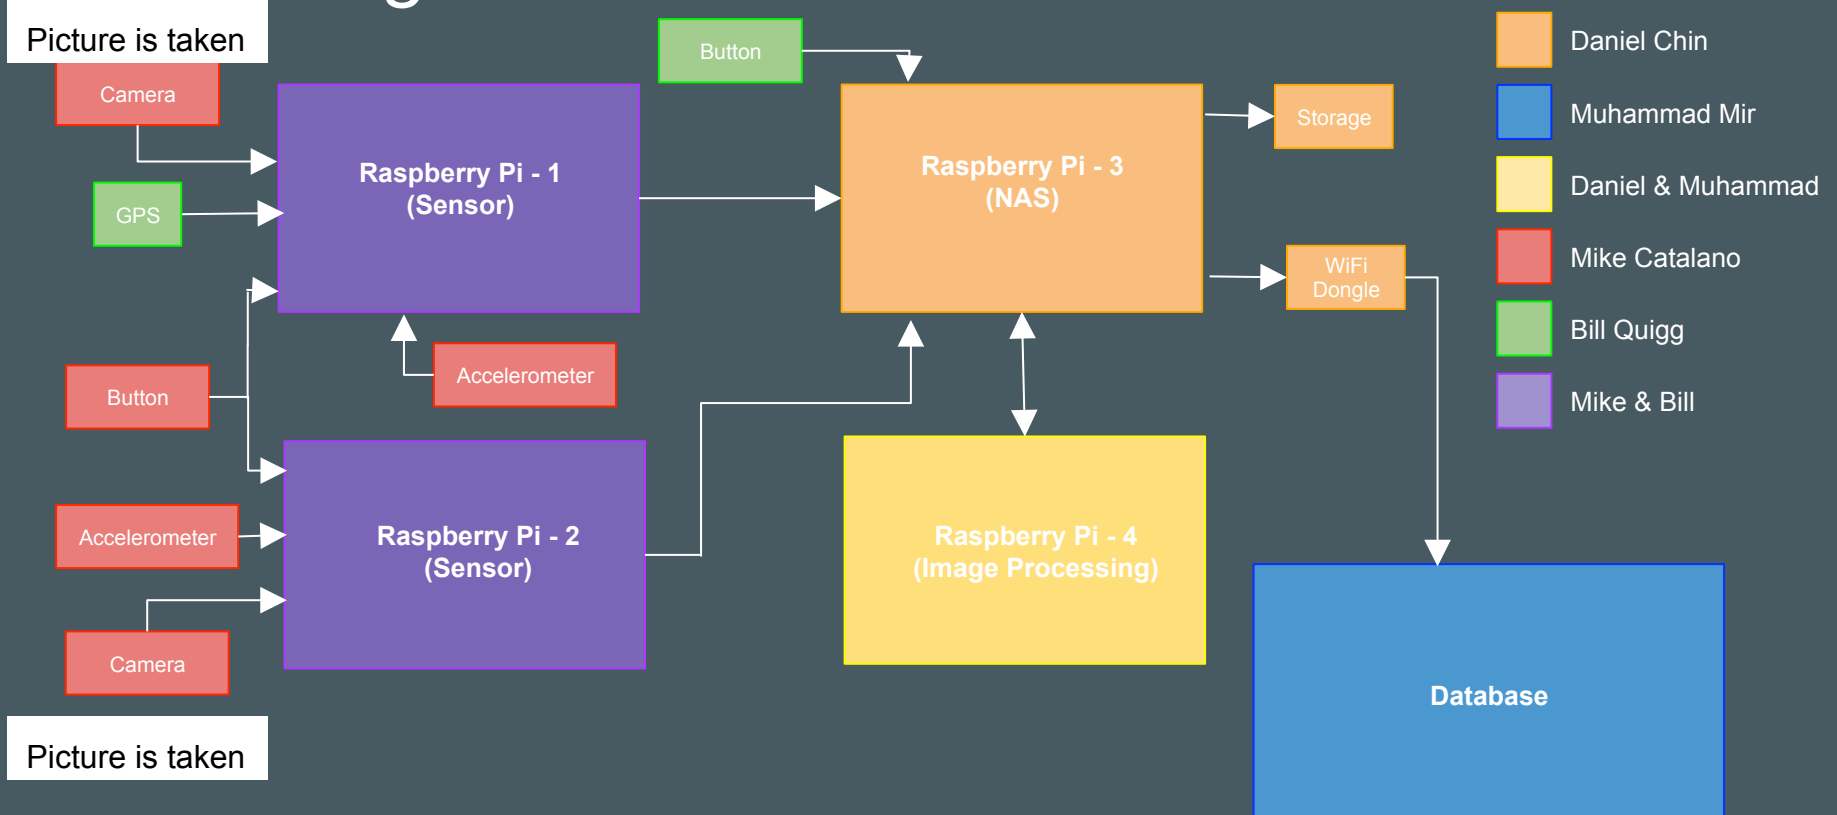 Picture is taken
Camera
GPS
Button
Accelerometer
Camera
Picture is taken
Raspberry Pi - 1
(Sensor)
Accelerometer
Raspberry Pi - 2
(Sensor)
Button
Raspberry Pi - 3
(NAS)
Raspberry Pi - 4
(Image Processing)
Storage
WiFi
Dongle
Database
Daniel Chin
Muhammad Mir
Daniel & Muhammad
Mike Catalano
Bill Quigg
Mike & Bill